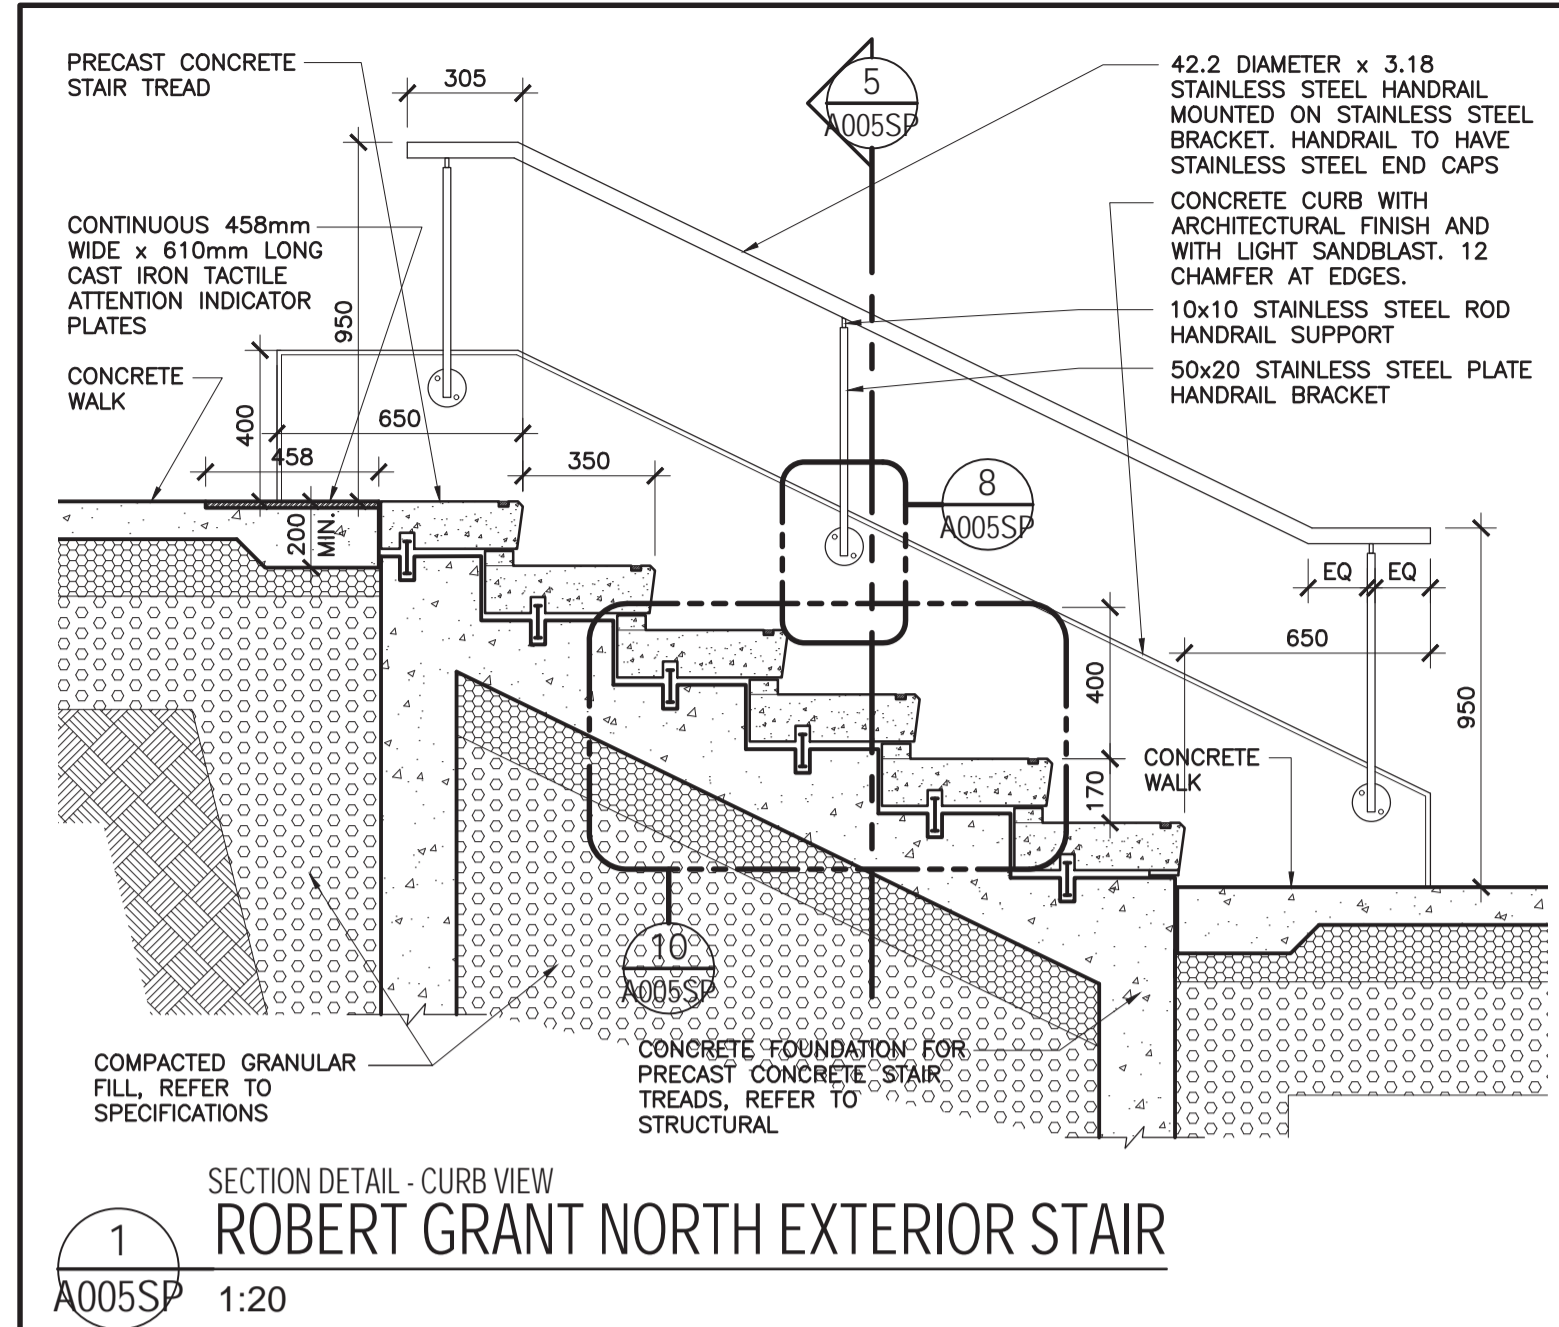 PRECAST CONCRETE
STAIR TREAD
305
5
A005SP
42.2 DIAMETER x 3.18
STAINLESS STEEL HANDRAIL
MOUNTED ON STAINLESS STEEL
BRACKET. HANDRAIL TO HAVE
STAINLESS STEEL END CAPS
CONTINUOUS 458mm
WIDE x 610mm LONG
CAST IRON TACTILE
ATTENTION INDICATOR
PLATES
950
CONCRETE CURB WITH
ARCHITECTURAL FINISH AND
WITH LIGHT SANDBLAST. 12
CHAMFER AT EDGES.
10x10 STAINLESS STEEL ROD
HANDRAIL SUPPORT
50x20 STAINLESS STEEL PLATE
HANDRAIL BRACKET
CONCRETE
WALK
400
650
458
350
8
A005SP
200
MIN.
EQ
EQ
650
400
950
170
CONCRETE
WALK
10
A005SP
COMPACTED GRANULAR
FILL, REFER TO
SPECIFICATIONS
CONCRETE FOUNDATION FOR
PRECAST CONCRETE STAIR
TREADS, REFER TO
STRUCTURAL
SECTION DETAIL - CURB VIEW
ROBERT GRANT NORTH EXTERIOR STAIR
1
A005SP
1:20